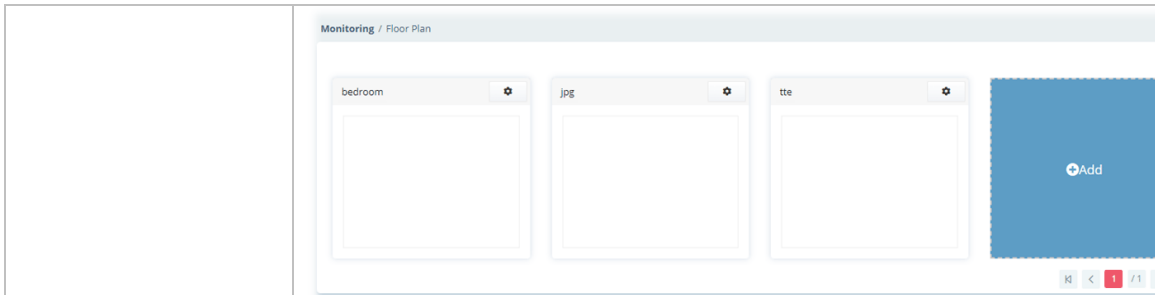 Monitoring / Floor Plan
bedroom
jpg
tte
Add
1 / 1